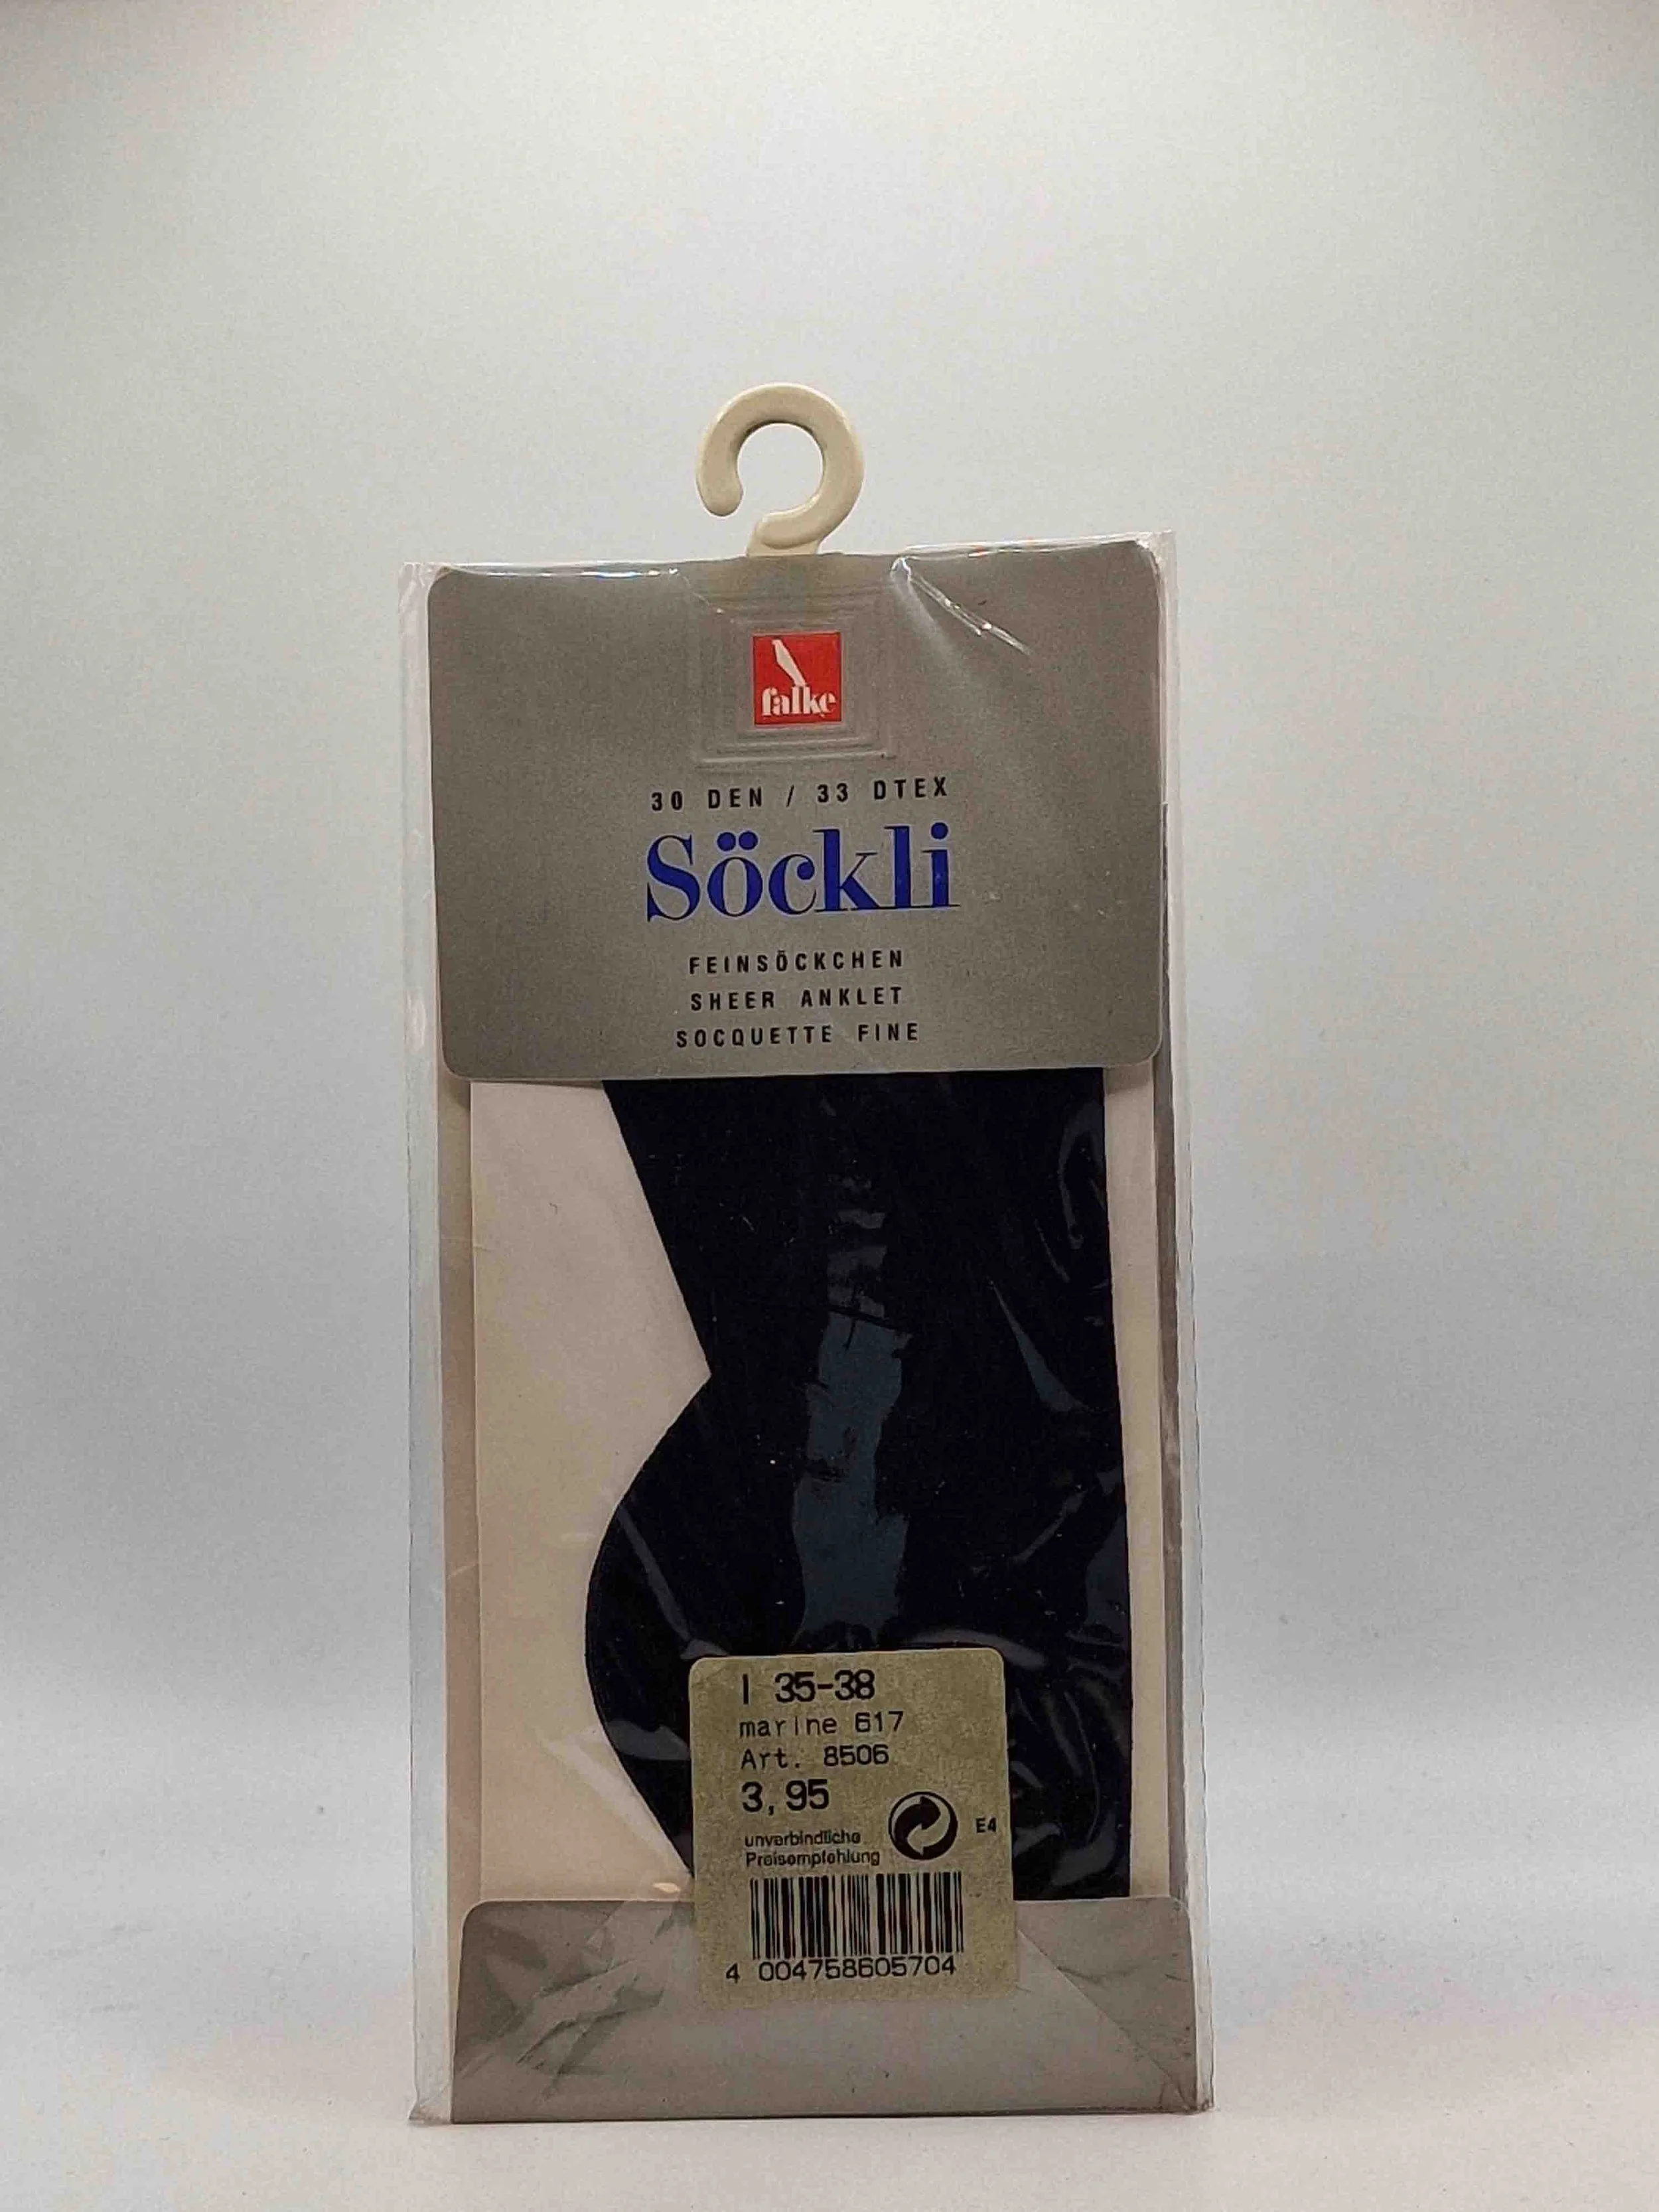 falke
30 DEN / 33 DTEX
Söckli
FEINSÖCKCHEN
SHEER ANKLET
SOCQUETTE FINE
I 35-38
marine 617
Art. 8506
3,95
unverbindliche
Preisempfehlung
E4
4 004758605704